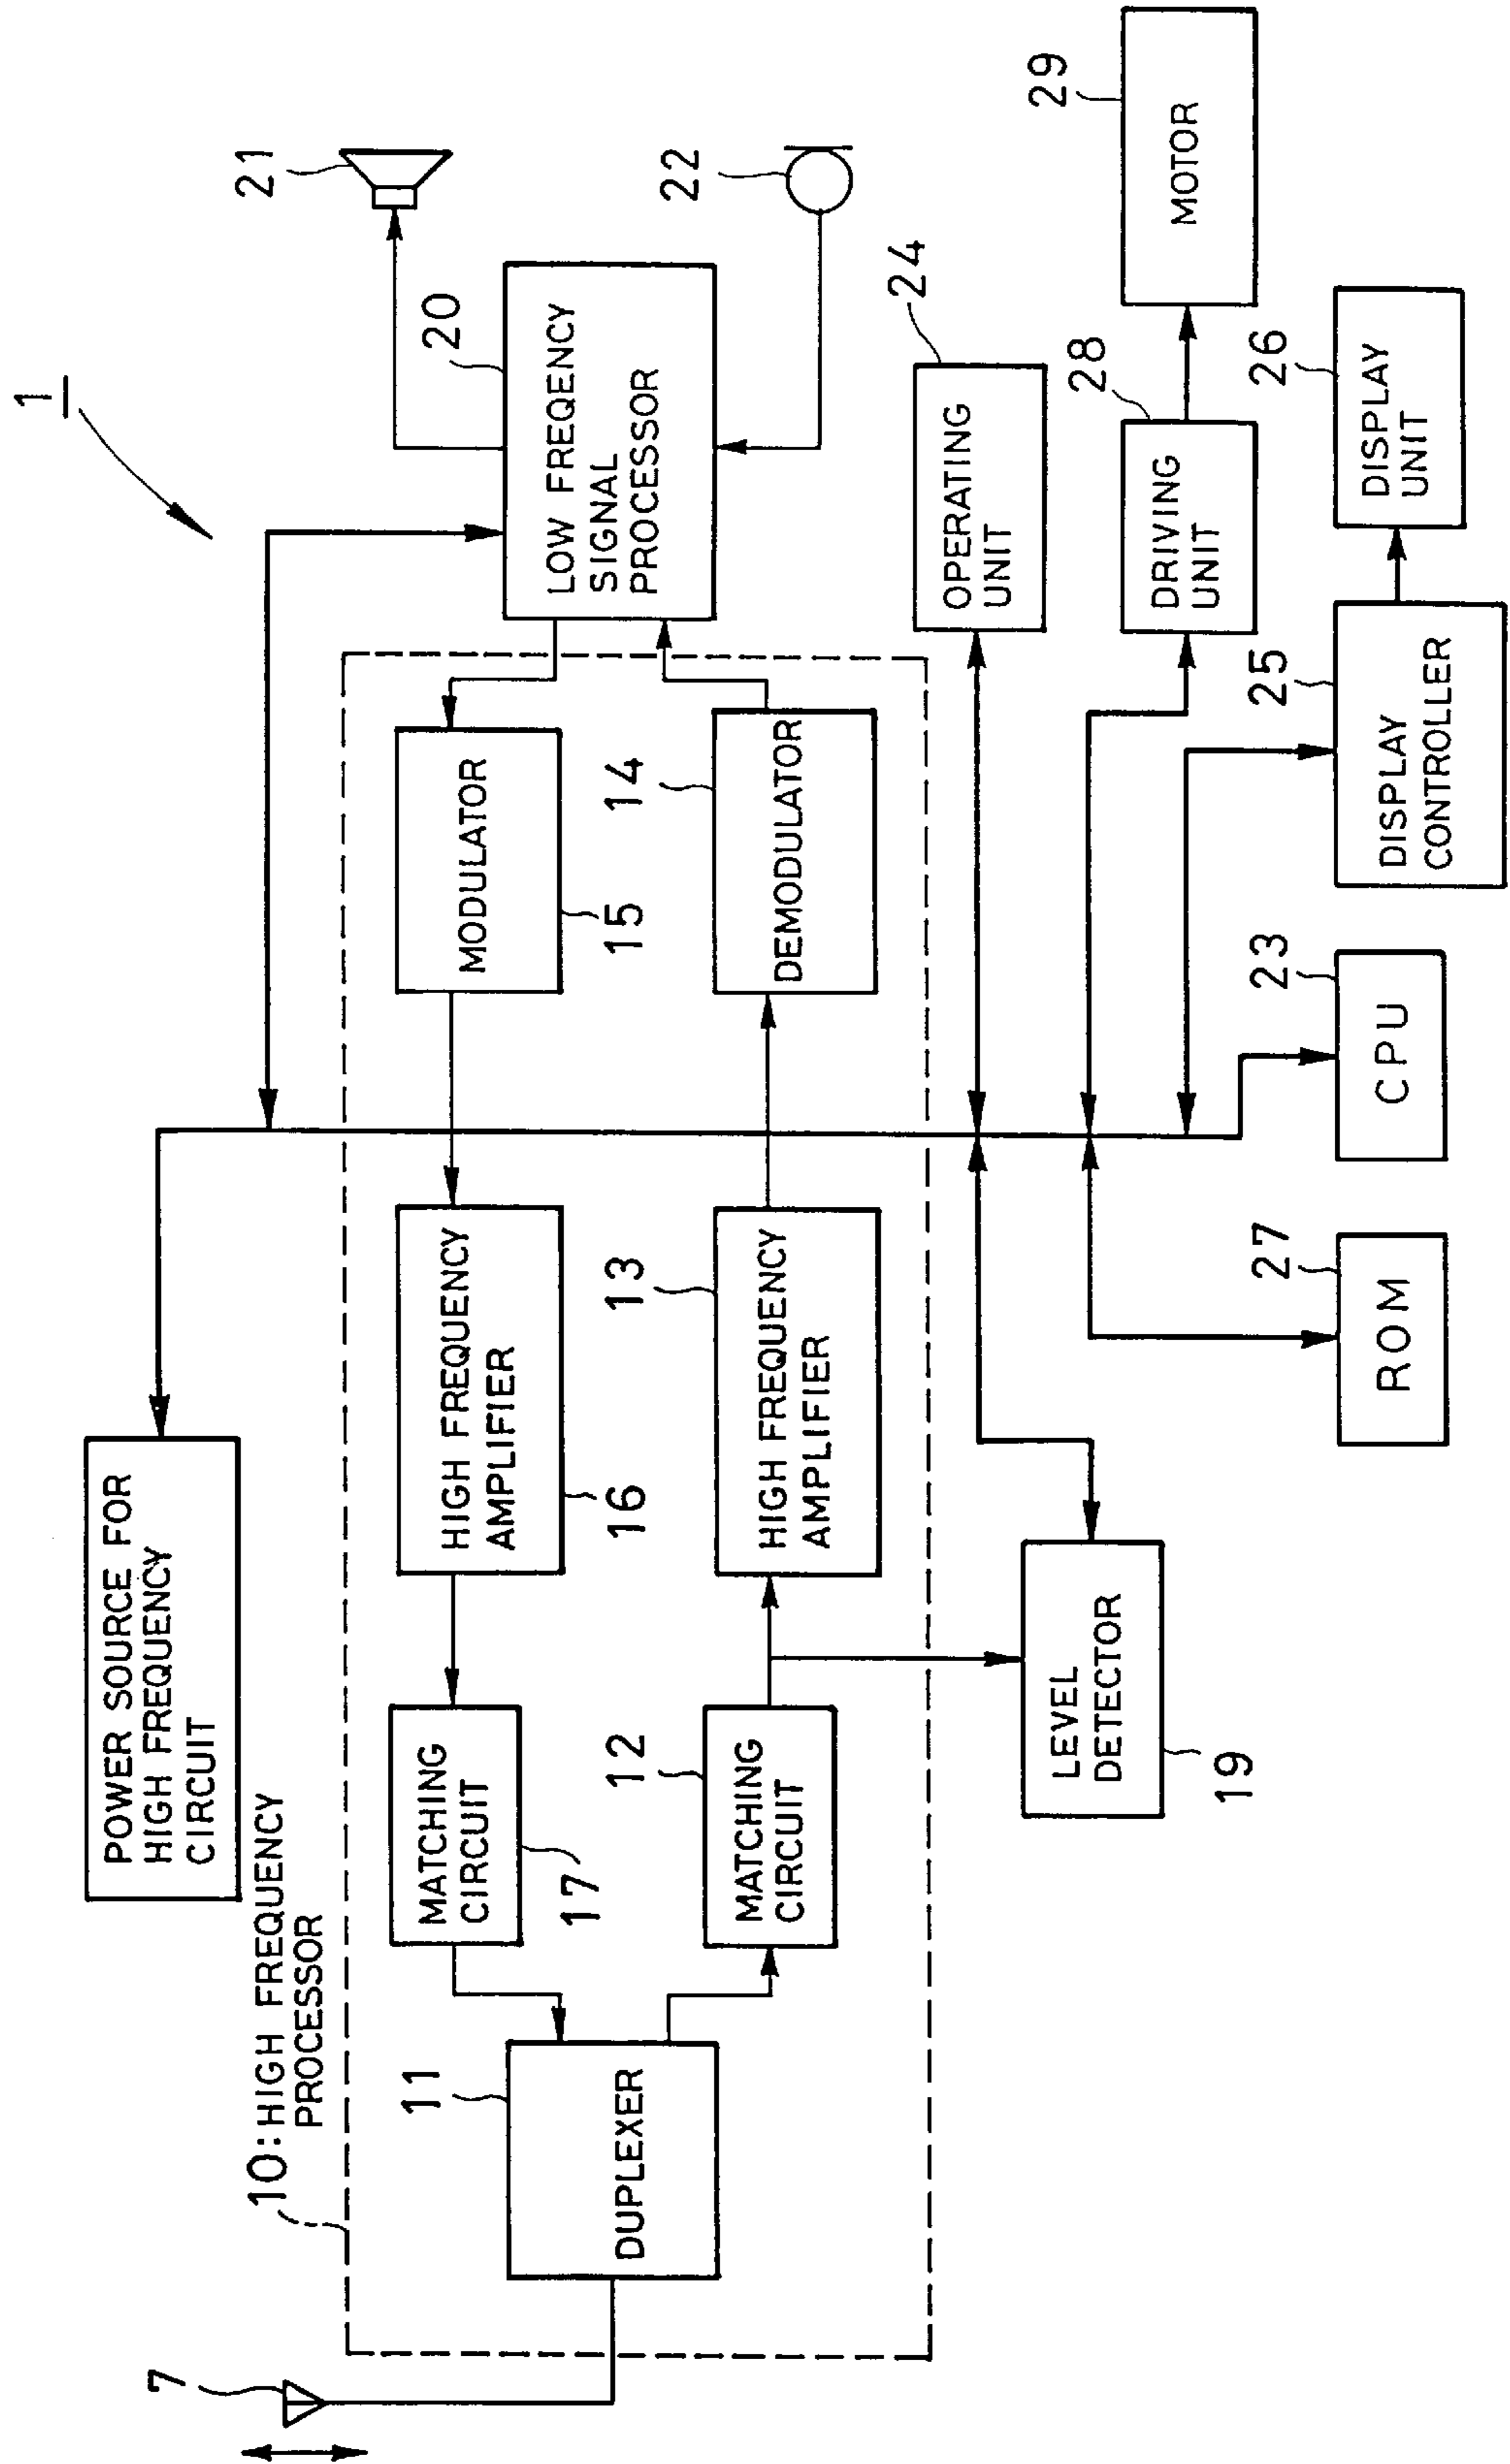 1
POWER SOURCE FOR
HIGH FREQUENCY
CIRCUIT
10:HIGH FREQUENCY
PROCESSOR
7
11
DUPLEXER
MATCHING
CIRCUIT
17
HIGH FREQUENCY
AMPLIFIER
16
MODULATOR
15
20
LOW FREQENCY
SIGNAL
PROCESSOR
21
22
12
MATCHING
CIRCUIT
13
HIGH FREQUENCY
AMPLIFIER
14
DEMODULATOR
LEVEL
DETECTOR
19
24
OPERATING
UNIT
28
DRIVING
UNIT
29
MOTOR
27
ROM
23
CPU
25
DISPLAY
CONTROLLER
26
DISPLAY
UNIT